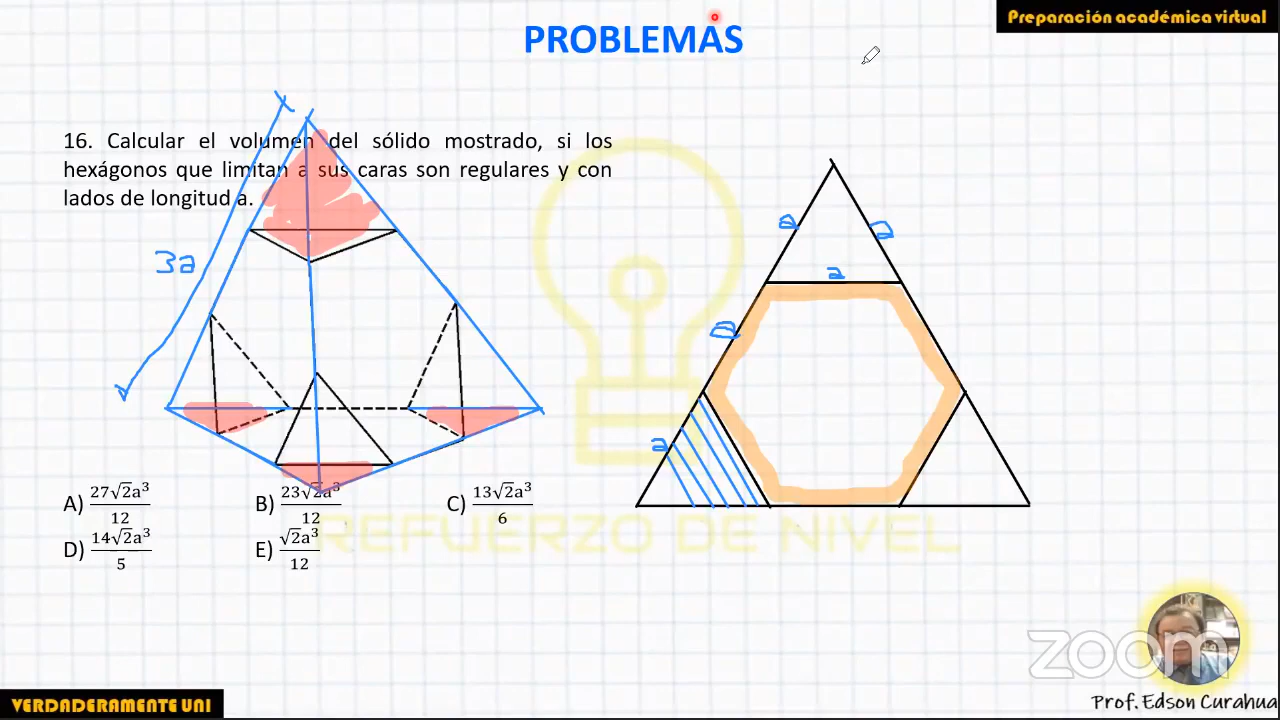 Preparación académica virtual
PROBLEMAS
16. Calcular el volumen del sólido mostrado, si los
hexágonos que limitan a sus caras son regulares y con
lados de longitud a.
3a
a
a
a
a
a
A) 27√2a³/12 B) 23√2a³/12 C) 13√2a³/6
D) 14√2a³/5 E) √2a³/12
REFUERZO DE NIVEL
zoom
Prof. Edson Curahua
VERDADERAMENTE UNI